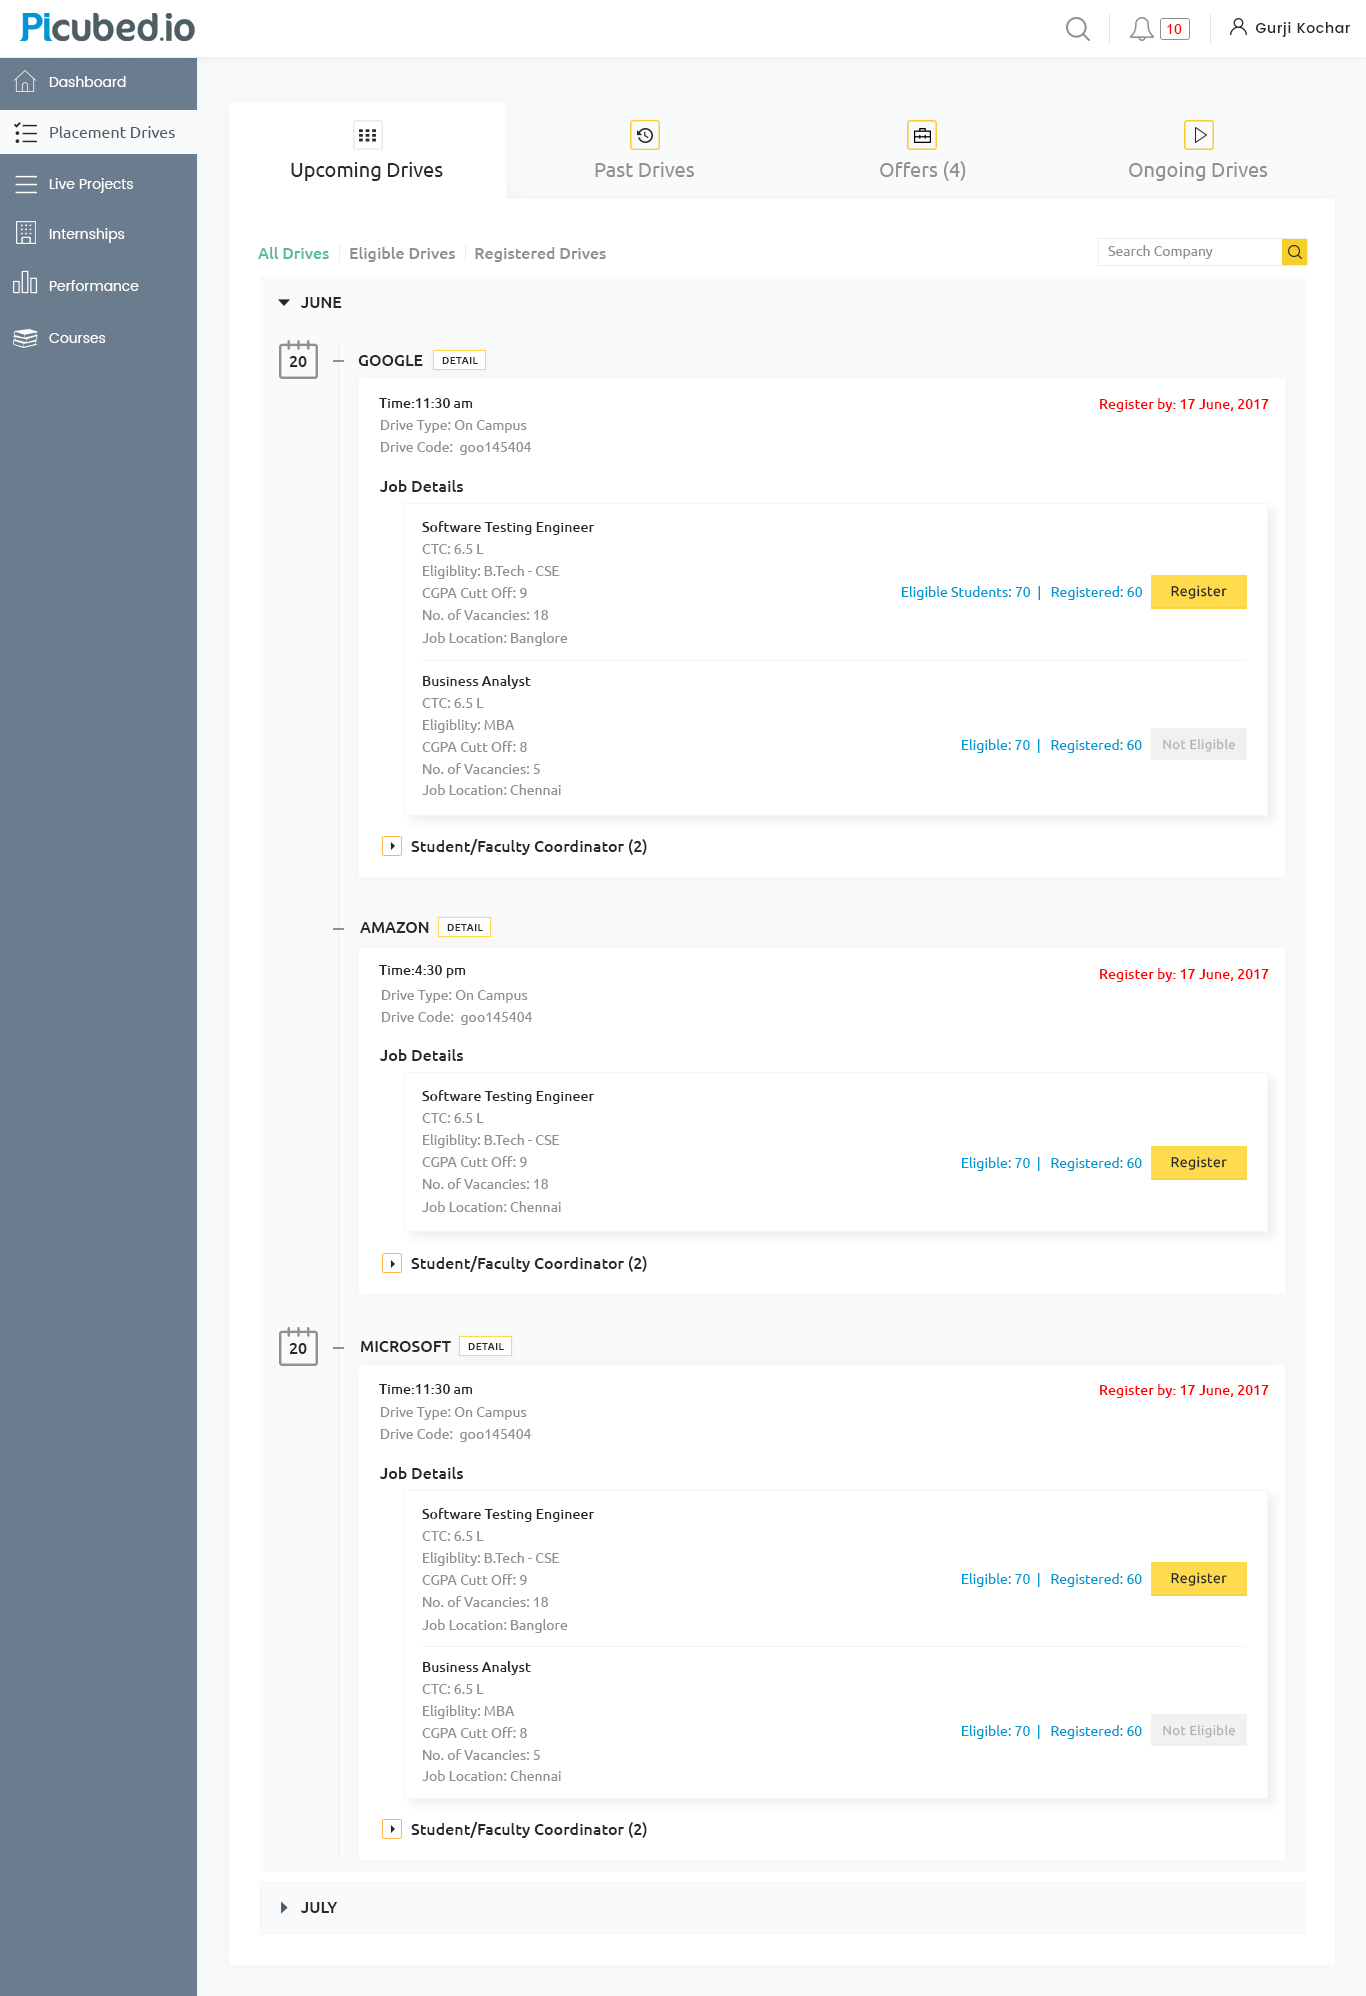 Picubed.io
10
Gurji Kochar
Dashboard
Placement Drives
Live Projects
Internships
Performance
Courses
Upcoming Drives
Past Drives
Offers (4)
Ongoing Drives
All Drives
Eligible Drives
Registered Drives
Search Company
JUNE
20
GOOGLE
DETAIL
Time:11:30 am
Register by: 17 June, 2017
Drive Type: On Campus
Drive Code: goo145404
Job Details
Software Testing Engineer
CTC: 6.5 L
Eligiblity: B.Tech - CSE
CGPA Cutt Off: 9
Eligible Students: 70 | Registered: 60
Register
No. of Vacancies: 18
Job Location: Banglore
Business Analyst
CTC: 6.5 L
Eligiblity: MBA
CGPA Cutt Off: 8
Eligible: 70 | Registered: 60
Not Eligible
No. of Vacancies: 5
Job Location: Chennai
Student/Faculty Coordinator (2)
AMAZON
DETAIL
Time:4:30 pm
Register by: 17 June, 2017
Drive Type: On Campus
Drive Code: goo145404
Job Details
Software Testing Engineer
CTC: 6.5 L
Eligiblity: B.Tech - CSE
CGPA Cutt Off: 9
Eligible: 70 | Registered: 60
Register
No. of Vacancies: 18
Job Location: Chennai
Student/Faculty Coordinator (2)
20
MICROSOFT
DETAIL
Time:11:30 am
Register by: 17 June, 2017
Drive Type: On Campus
Drive Code: goo145404
Job Details
Software Testing Engineer
CTC: 6.5 L
Eligiblity: B.Tech - CSE
CGPA Cutt Off: 9
Eligible: 70 | Registered: 60
Register
No. of Vacancies: 18
Job Location: Banglore
Business Analyst
CTC: 6.5 L
Eligiblity: MBA
CGPA Cutt Off: 8
Eligible: 70 | Registered: 60
Not Eligible
No. of Vacancies: 5
Job Location: Chennai
Student/Faculty Coordinator (2)
JULY